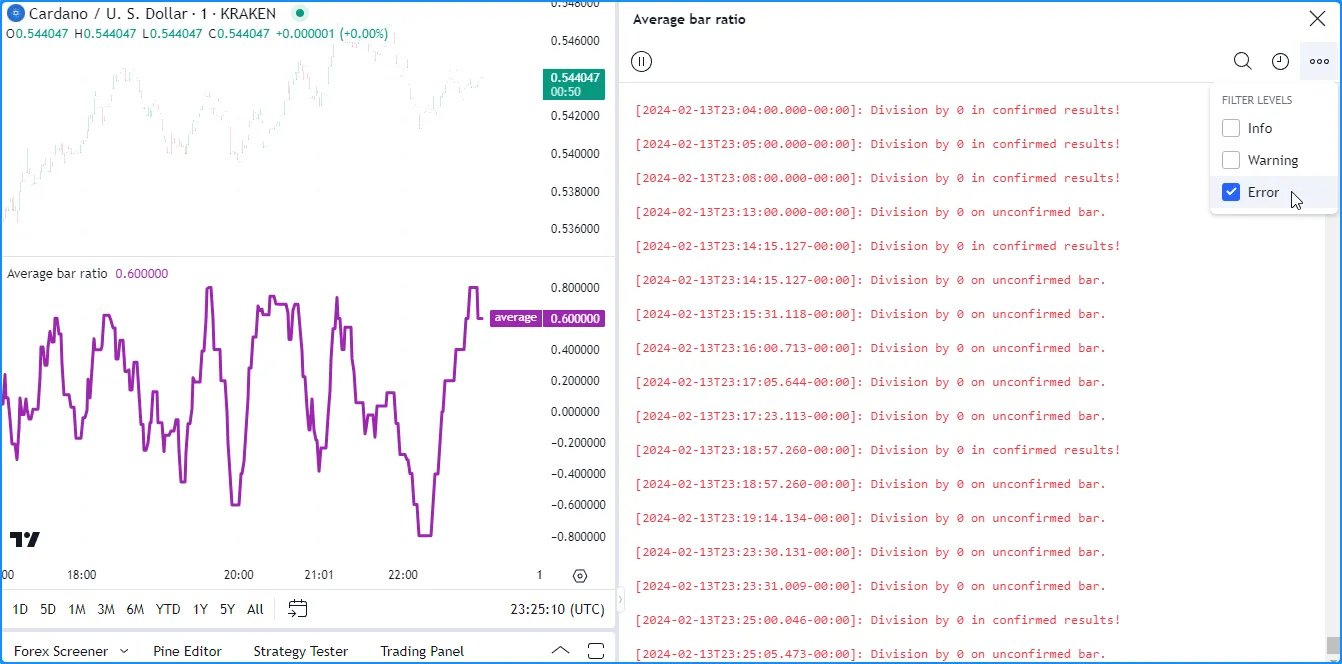 Cardano / U. S. Dollar · 1 · KRAKEN
O0.544047 H0.544047 L0.544047 C0.544047 +0.000001 (+0.00%)
0.548000
0.546000
0.544047
00:50
0.542000
0.540000
0.538000
0.536000
Average bar ratio 0.600000
0.800000
average 0.600000
0.400000
0.200000
0.000000
−0.200000
−0.400000
−0.600000
−0.800000
00 18:00 20:00 21:01 22:00 1
1D 5D 1M 3M 6M YTD 1Y 5Y All 23:25:10 (UTC)
Forex Screener Pine Editor Strategy Tester Trading Panel
Average bar ratio
FILTER LEVELS
Info
Warning
Error
[2024-02-13T23:04:00.000-00:00]: Division by 0 in confirmed results!
[2024-02-13T23:05:00.000-00:00]: Division by 0 in confirmed results!
[2024-02-13T23:08:00.000-00:00]: Division by 0 in confirmed results!
[2024-02-13T23:13:00.000-00:00]: Division by 0 on unconfirmed bar.
[2024-02-13T23:14:15.127-00:00]: Division by 0 in confirmed results!
[2024-02-13T23:14:15.127-00:00]: Division by 0 on unconfirmed bar.
[2024-02-13T23:15:31.118-00:00]: Division by 0 on unconfirmed bar.
[2024-02-13T23:16:00.713-00:00]: Division by 0 on unconfirmed bar.
[2024-02-13T23:17:05.644-00:00]: Division by 0 on unconfirmed bar.
[2024-02-13T23:17:23.113-00:00]: Division by 0 on unconfirmed bar.
[2024-02-13T23:18:57.260-00:00]: Division by 0 in confirmed results!
[2024-02-13T23:18:57.260-00:00]: Division by 0 on unconfirmed bar.
[2024-02-13T23:19:14.134-00:00]: Division by 0 on unconfirmed bar.
[2024-02-13T23:23:30.131-00:00]: Division by 0 on unconfirmed bar.
[2024-02-13T23:23:31.009-00:00]: Division by 0 on unconfirmed bar.
[2024-02-13T23:25:00.046-00:00]: Division by 0 in confirmed results!
[2024-02-13T23:25:05.473-00:00]: Division by 0 on unconfirmed bar.